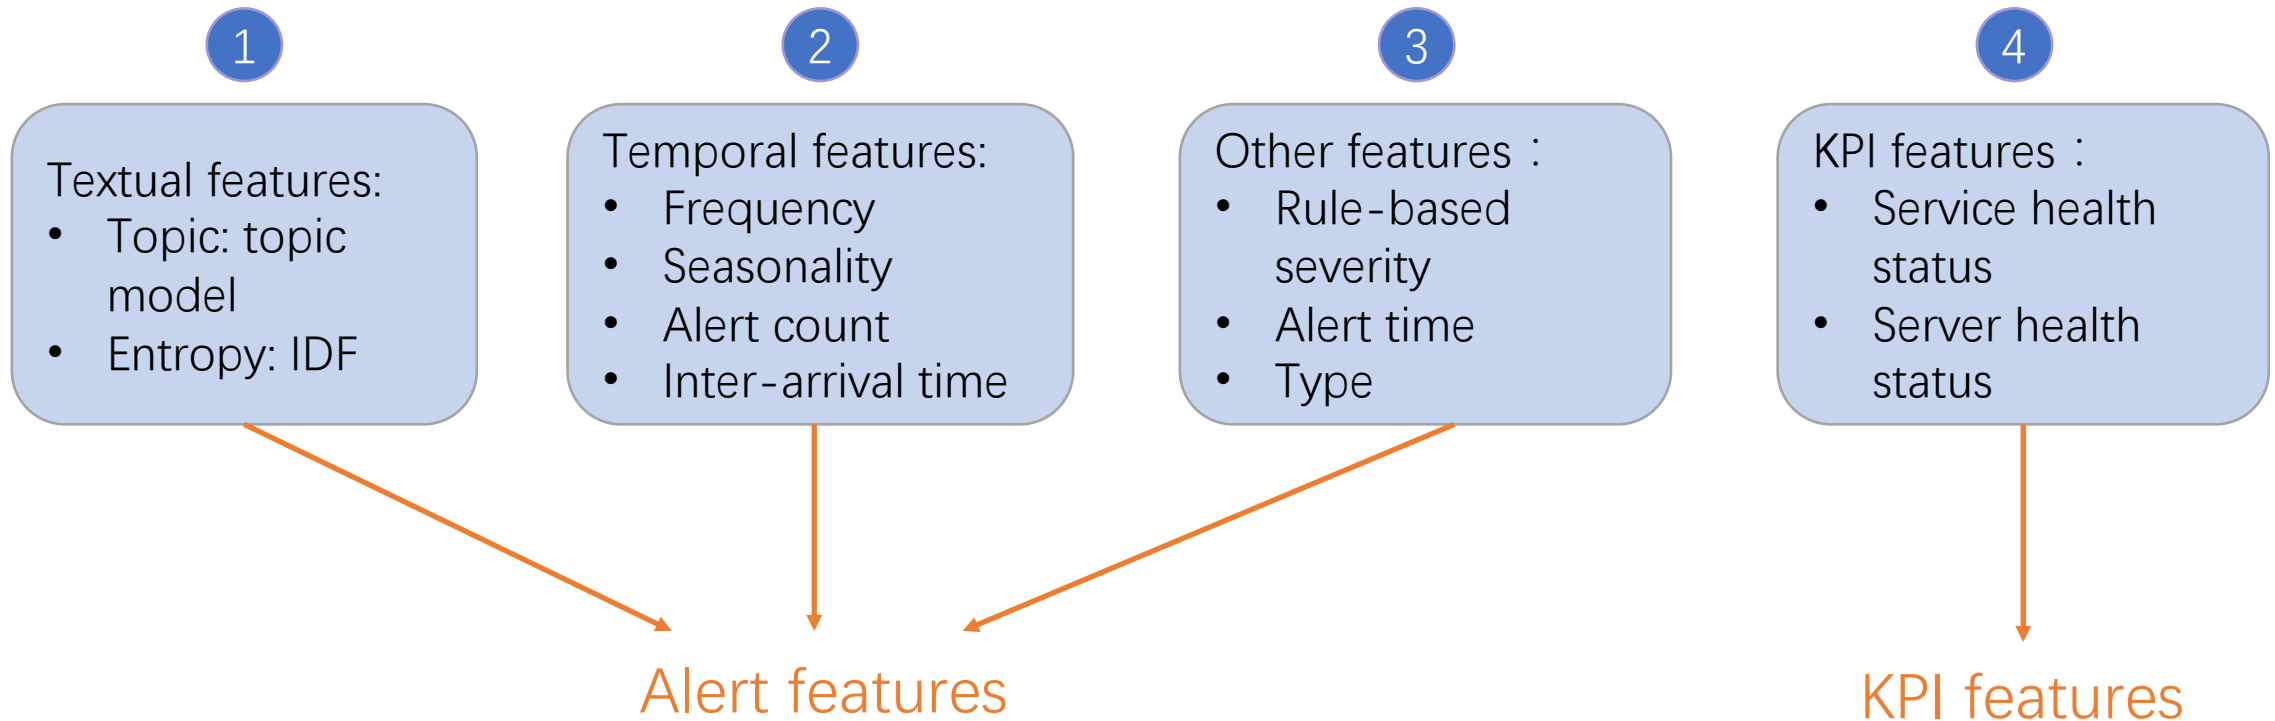 1
Textual features:
• Topic: topic
model
• Entropy: IDF
2
Temporal features:
• Frequency
• Seasonality
• Alert count
• Inter-arrival time
3
Other features：
• Rule-based
severity
• Alert time
• Type
4
KPI features：
• Service health
status
• Server health
status
Alert features
KPI features